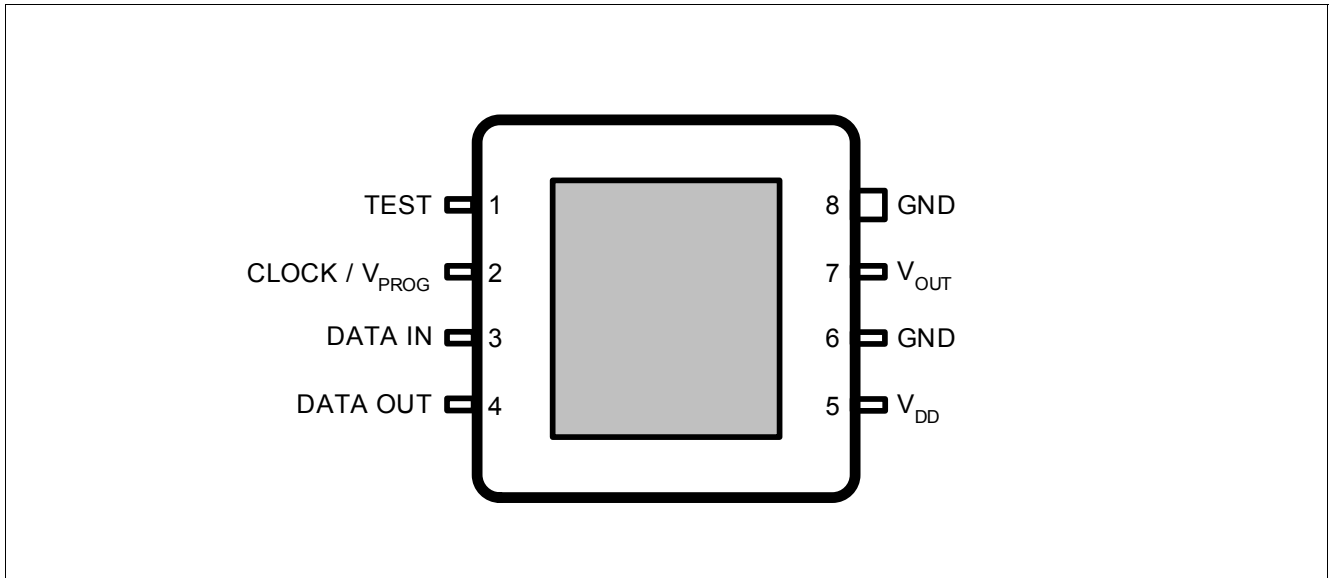 TEST 1
CLOCK / VPROG 2
DATA IN 3
DATA OUT 4
8 GND
7 VOUT
6 GND
5 VDD